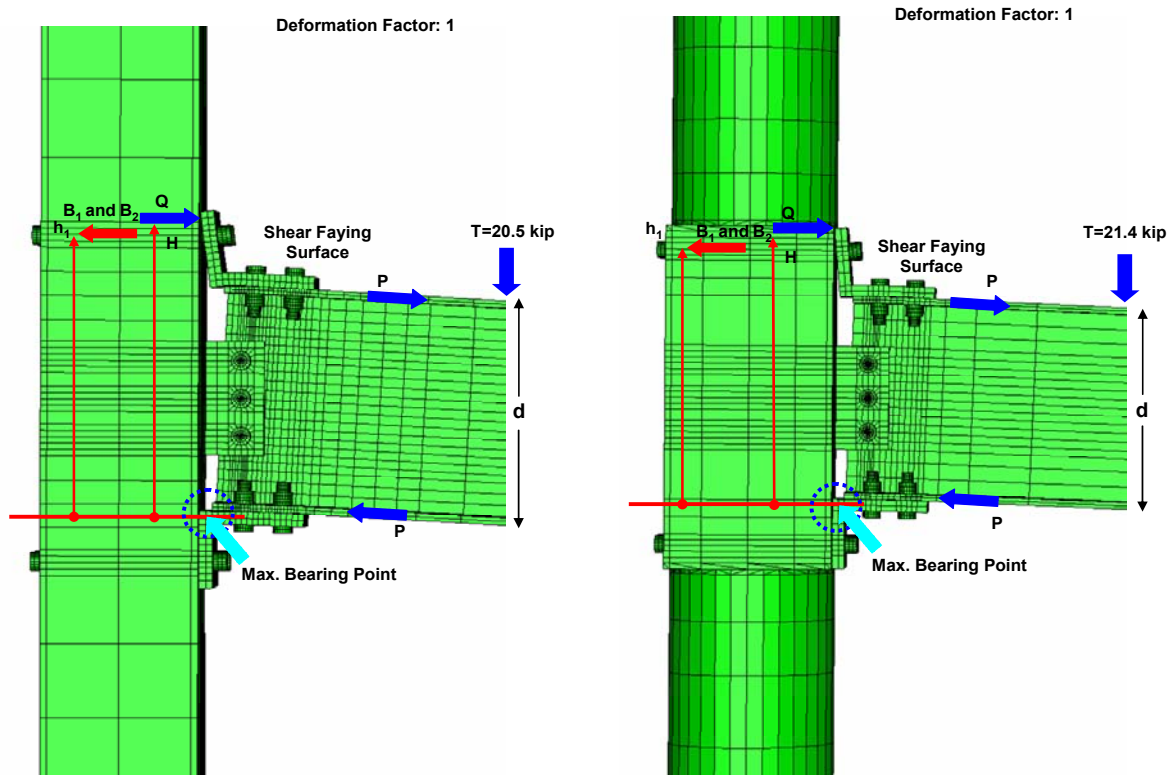 Deformation Factor: 1
Q
B₁ and B₂
h₁
H
Shear Faying
Surface
P
T=20.5 kip
d
P
Max. Bearing Point
Deformation Factor: 1
Q
h₁
B₁ and B₂
H
Shear Faying
Surface
P
T=21.4 kip
d
P
Max. Bearing Point